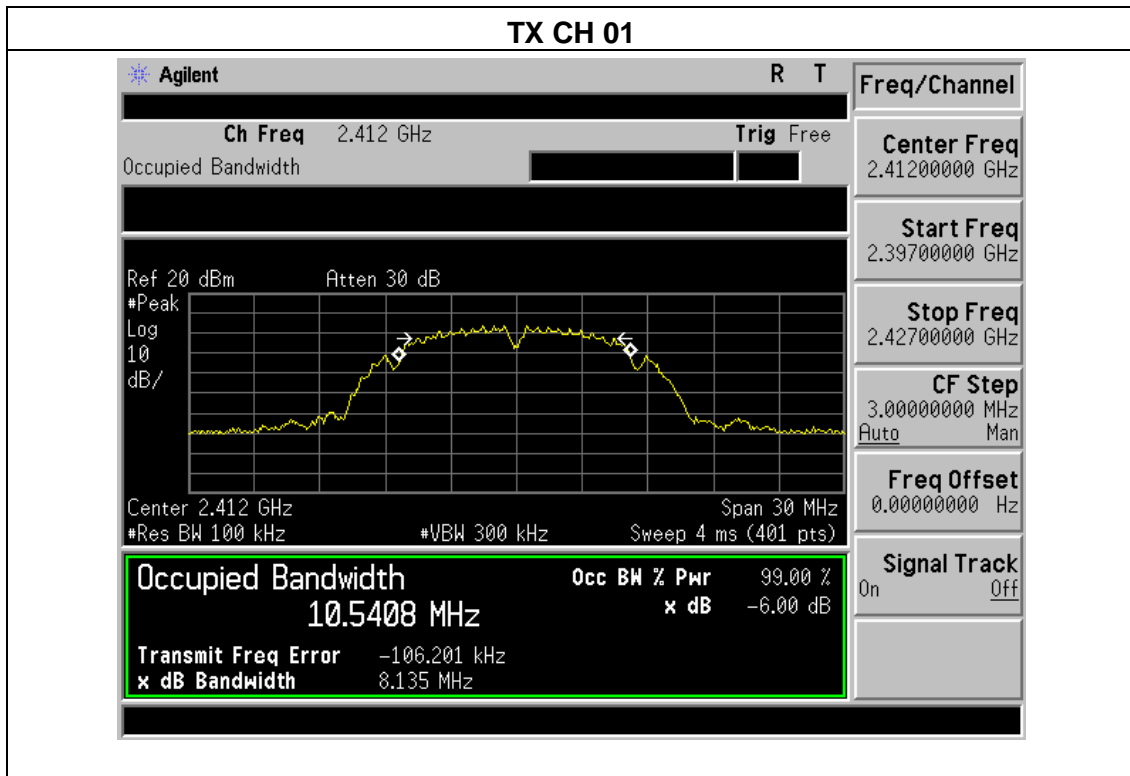 TX CH 01
Agilent R T
Freq/Channel
Ch Freq 2.412 GHz Trig Free
Occupied Bandwidth
Center Freq
2.41200000 GHz
Start Freq
2.39700000 GHz
Stop Freq
2.42700000 GHz
CF Step
3.00000000 MHz
Auto Man
Freq Offset
0.00000000 Hz
Signal Track
On Off
Ref 20 dBm Atten 30 dB
#Peak
Log
10
dB/
Center 2.412 GHz Span 30 MHz
#Res BW 100 kHz #VBW 300 kHz Sweep 4 ms (401 pts)
Occupied Bandwidth Occ BW % Pwr 99.00 %
10.5408 MHz x dB -6.00 dB
Transmit Freq Error -106.201 kHz
x dB Bandwidth 8.135 MHz